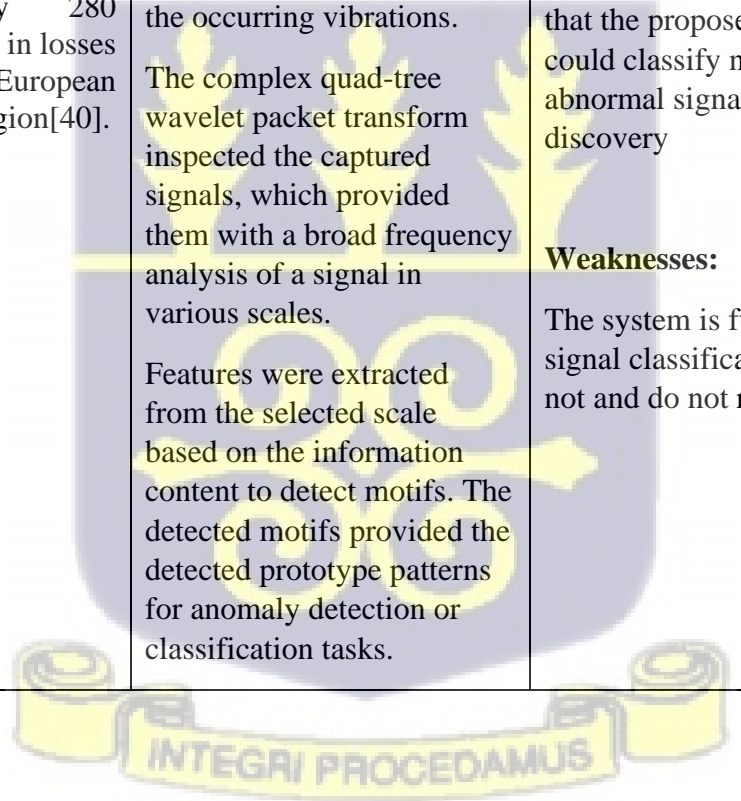 280
in losses
European
gion[40].
the occurring vibrations.
The complex quad-tree
wavelet packet transform
inspected the captured
signals, which provided
them with a broad frequency
analysis of a signal in
various scales.
Features were extracted
from the selected scale
based on the information
content to detect motifs. The
detected motifs provided the
detected prototype patterns
for anomaly detection or
classification tasks.
that the propose
could classify
abnormal signa
discovery
Weaknesses:
The system is f
signal classifica
not and do not
INTEGRI PROCEDAMUS